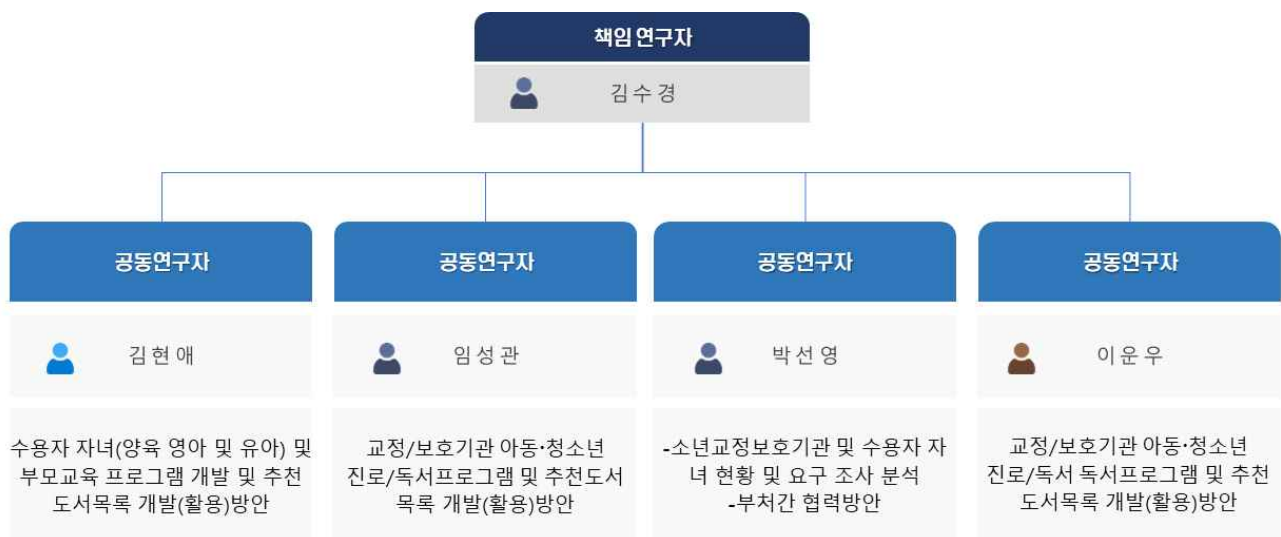 책임 연구자
김 수 경
공동연구자
공동연구자
공동연구자
공동연구자
김 현 애
임 성 관
박 선 영
이 운 우
수용자 자녀(양육 영아 및 유아) 및
부모교육 프로그램 개발 및 추천
도서목록 개발(활용)방안
교정/보호기관 아동·청소년
진로/독서프로그램 및 추천도서
목록 개발(활용)방안
-소년교정보호기관 및 수용자 자
녀 현황 및 요구 조사 분석
-부처간 협력방안
교정/보호기관 아동·청소년
진로/독서 독서프로그램 및 추천
도서목록 개발(활용)방안